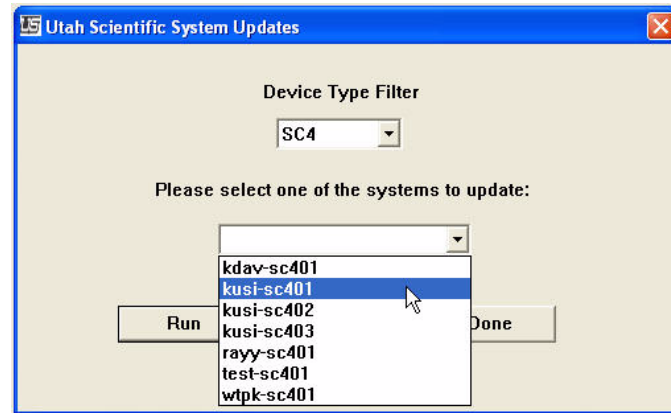 US Utah Scientific System Updates
Device Type Filter
SC4
Please select one of the systems to update:
kdav-sc401
kusi-sc401
kusi-sc402
kusi-sc403
rayy-sc401
test-sc401
wtpk-sc401
Run
Done